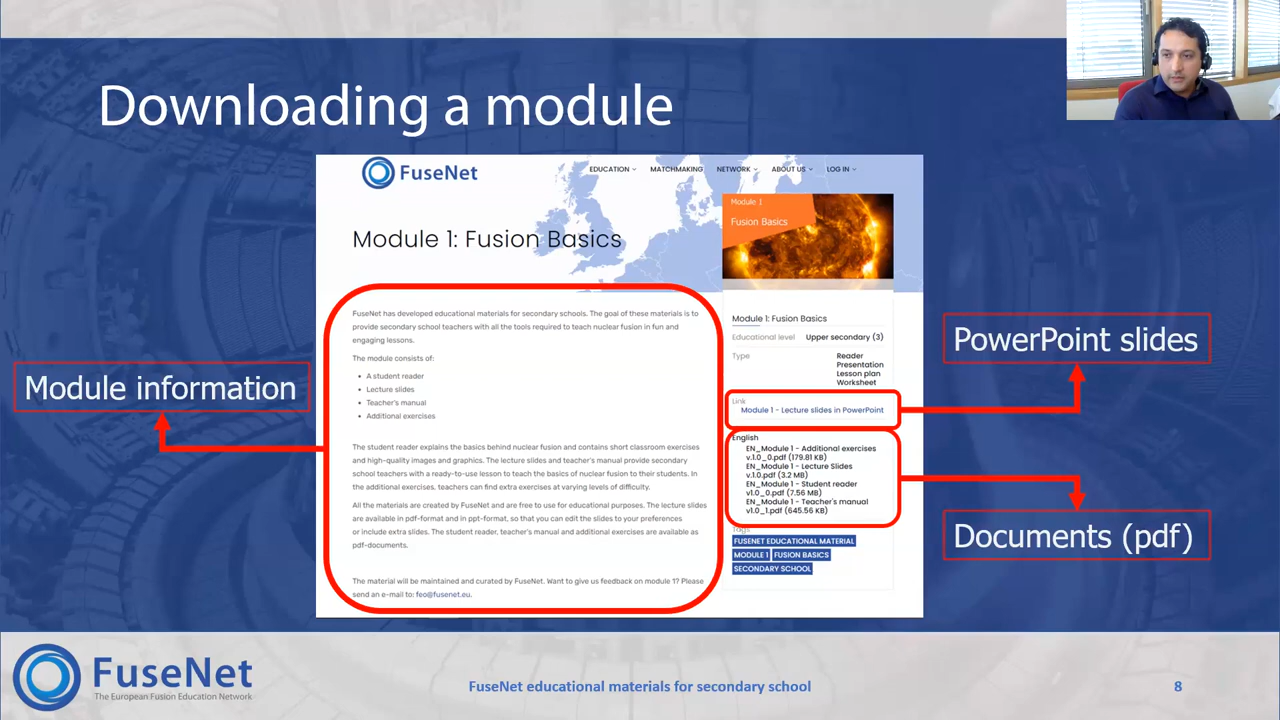 Downloading a module
FuseNet
EDUCATION
MATCHMAKING
NETWORK
ABOUT US
LOG IN
Module 1: Fusion Basics
Module 1
Fusion Basics
FuseNet has developed educational materials for secondary schools. The goal of these materials is to
provide secondary school teachers with all the tools required to teach nuclear fusion in fun and
engaging lessons.
The module consists of:
• A student reader
• Lecture slides
• Teacher's manual
• Additional exercises
The student reader explains the basics behind nuclear fusion and contains short classroom exercises
and high-quality images and graphics. The lecture slides and teacher's manual provide secondary
school teachers with a ready-to-use lesson to teach the basics of nuclear fusion to their students. In
the additional exercises, teachers can find extra exercises at varying levels of difficulty.
All the materials are created by FuseNet and are free to use for educational purposes. The lecture slides
are available in pdf-format and in ppt-format, so that you can edit the slides to your preferences
or include extra slides. The student reader, teacher's manual and additional exercises are available as
pdf-documents.
The material will be maintained and curated by FuseNet. Want to give us feedback on module 1? Please
send an e-mail to: feo@fusenet.eu.
Module 1: Fusion Basics
Educational level Upper secondary (3)
Type Reader
Presentation
Lesson plan
Worksheet
Link
Module 1 - Lecture slides in PowerPoint
English
EN_Module 1 - Additional exercises
v.1.0_0.pdf (179.81 KB)
EN_Module 1 - Lecture Slides
v.1.0.pdf (3.2 MB)
EN_Module 1 - Student reader
v1.0_0.pdf (7.56 MB)
EN_Module 1 - Teacher's manual
v1.0_1.pdf (645.56 KB)
Tags
FUSENET EDUCATIONAL MATERIAL
MODULE 1 FUSION BASICS
SECONDARY SCHOOL
Module information
PowerPoint slides
Documents (pdf)
FuseNet
The European Fusion Education Network
FuseNet educational materials for secondary school
8